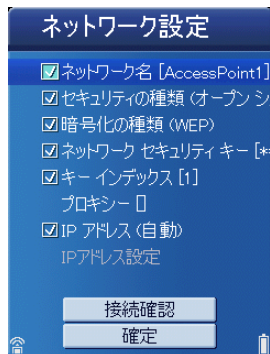 ネットワーク設定
ネットワーク名 [AccessPoint1]
セキュリティの種類 (オープン シ
暗号化の種類 (WEP)
ネットワーク セキュリティ キー [**
キー インデックス [1]
プロキシー []
IP アドレス (自動)
IPアドレス設定
接続確認
確定